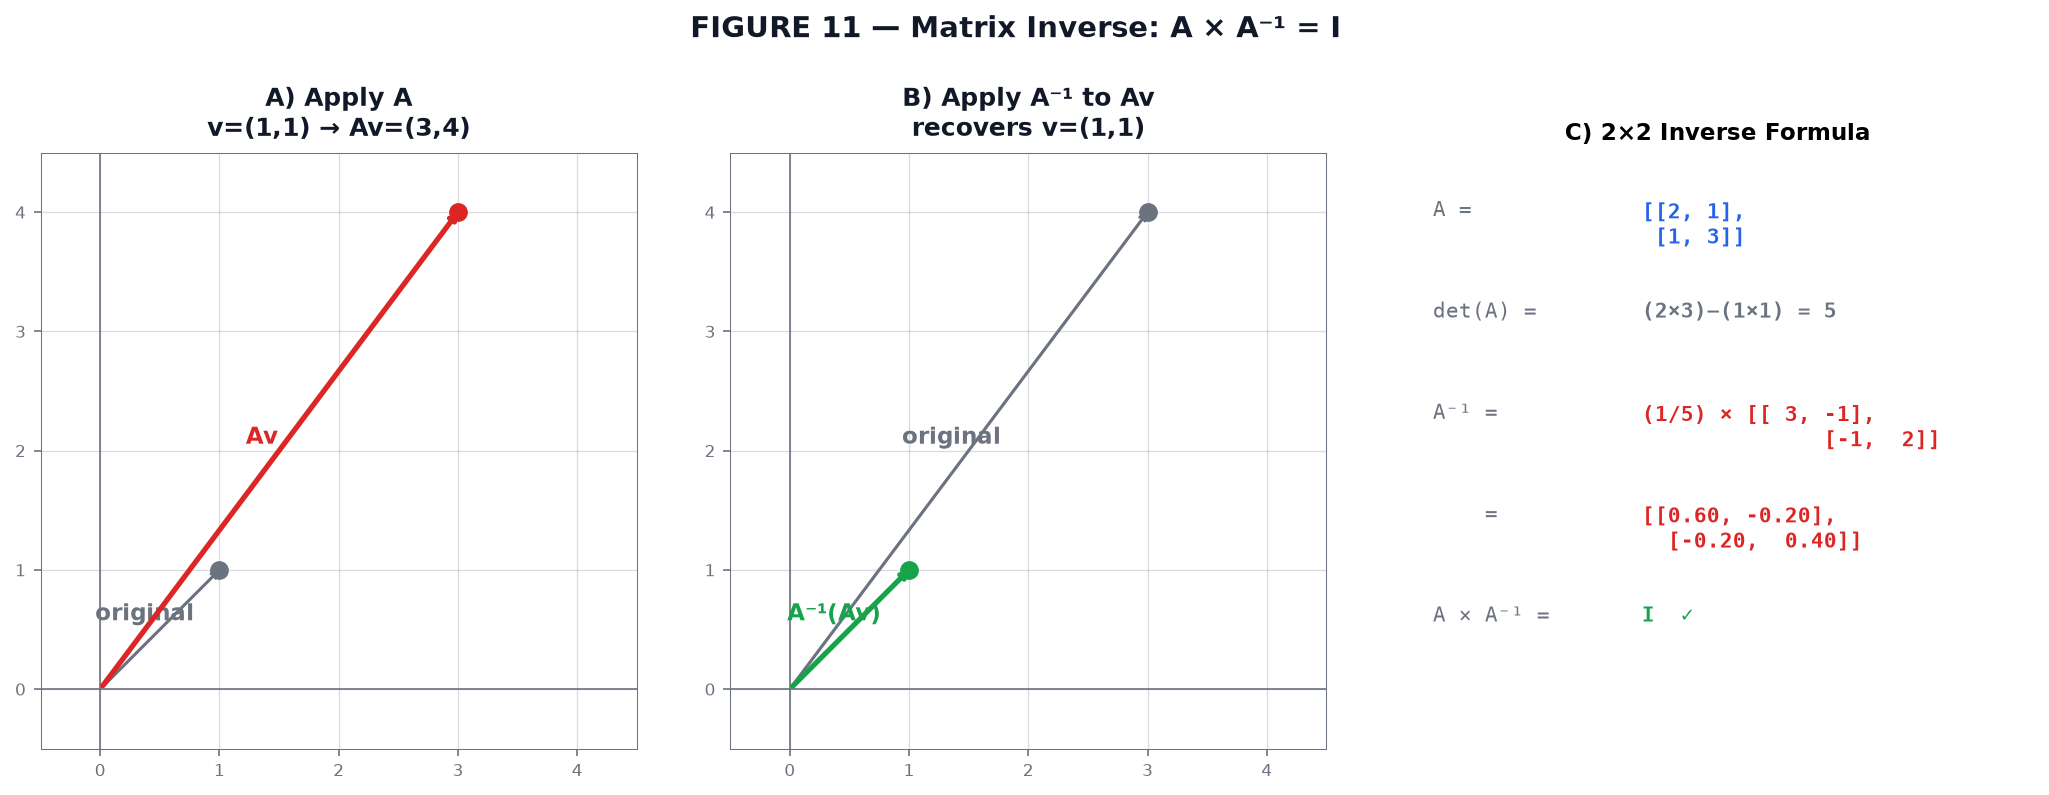 FIGURE 11 — Matrix Inverse: A × A⁻¹ = I
A) Apply A
v=(1,1) → Av=(3,4)
4
3
2
1
0
0 1 2 3 4
Av
original
B) Apply A⁻¹ to Av
recovers v=(1,1)
4
3
2
1
0
0 1 2 3 4
original
A⁻¹(Av)
C) 2×2 Inverse Formula
A = [[2, 1],
[1, 3]]
det(A) = (2×3)−(1×1) = 5
A⁻¹ = (1/5) × [[ 3, -1],
[-1,  2]]
= [[0.60, -0.20],
[-0.20,  0.40]]
A × A⁻¹ = I ✓